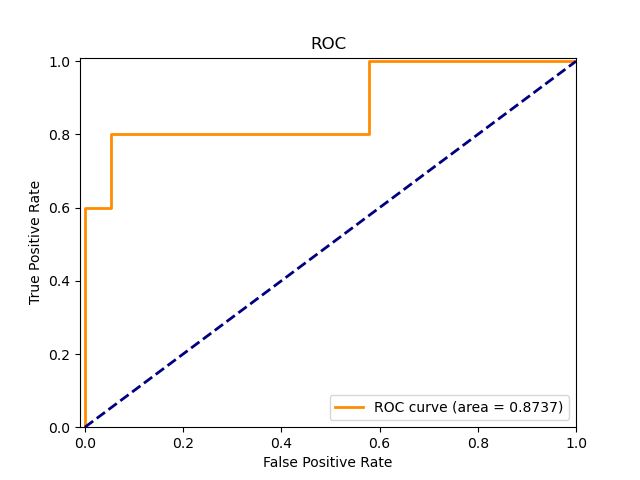 ROC
1.0
0.8
0.6
0.4
0.2
0.0
True Positive Rate
0.0 0.2 0.4 0.6 0.8 1.0
False Positive Rate
ROC curve (area = 0.8737)